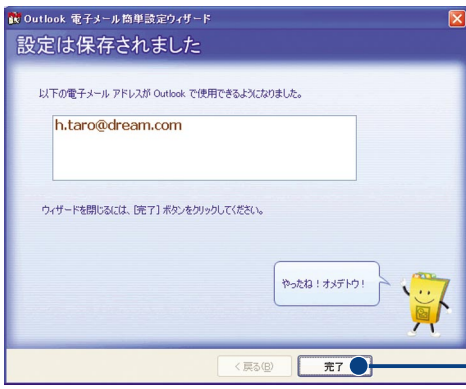 Outlook 電子メール簡単設定ウィザード
設定は保存されました
以下の電子メール アドレスが Outlook で使用できるようになりました。
h.taro@dream.com
ウィザードを閉じるには、[完了] ボタンをクリックしてください。
やったね！オメデトウ！
< 戻る(B)
完了